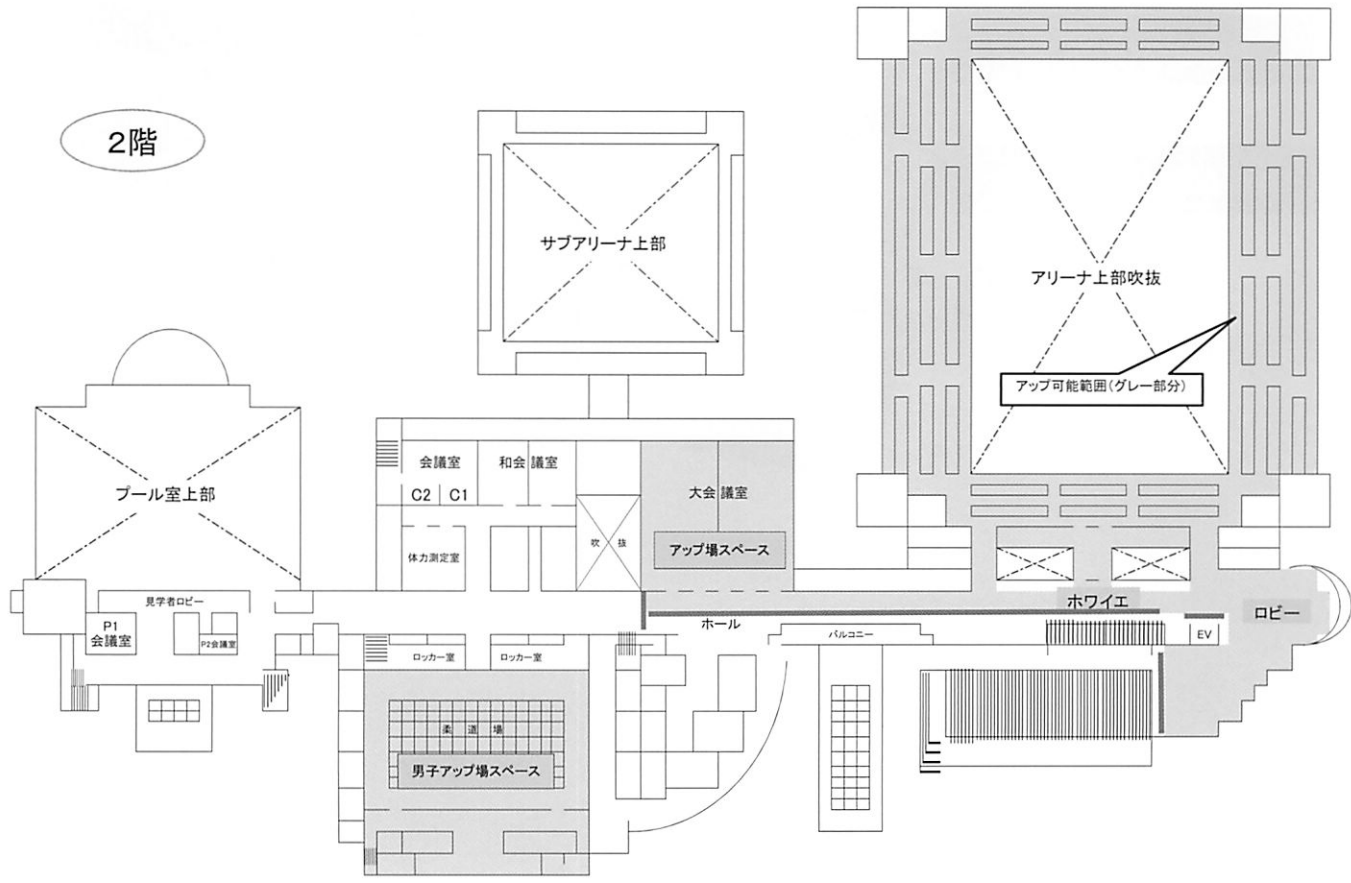 2階
サブアリーナ上部
アリーナ上部吹抜
アップ可能範囲(グレー部分)
プール室上部
会議室
和会議室
C2
C1
大会議室
体力測定室
吹抜
アップ場スペース
見学者ロビー
P1
会議室
P2会議室
ホール
ホワイエ
ロビー
バルコニー
EV
ロッカー室
ロッカー室
柔道場
男子アップ場スペース